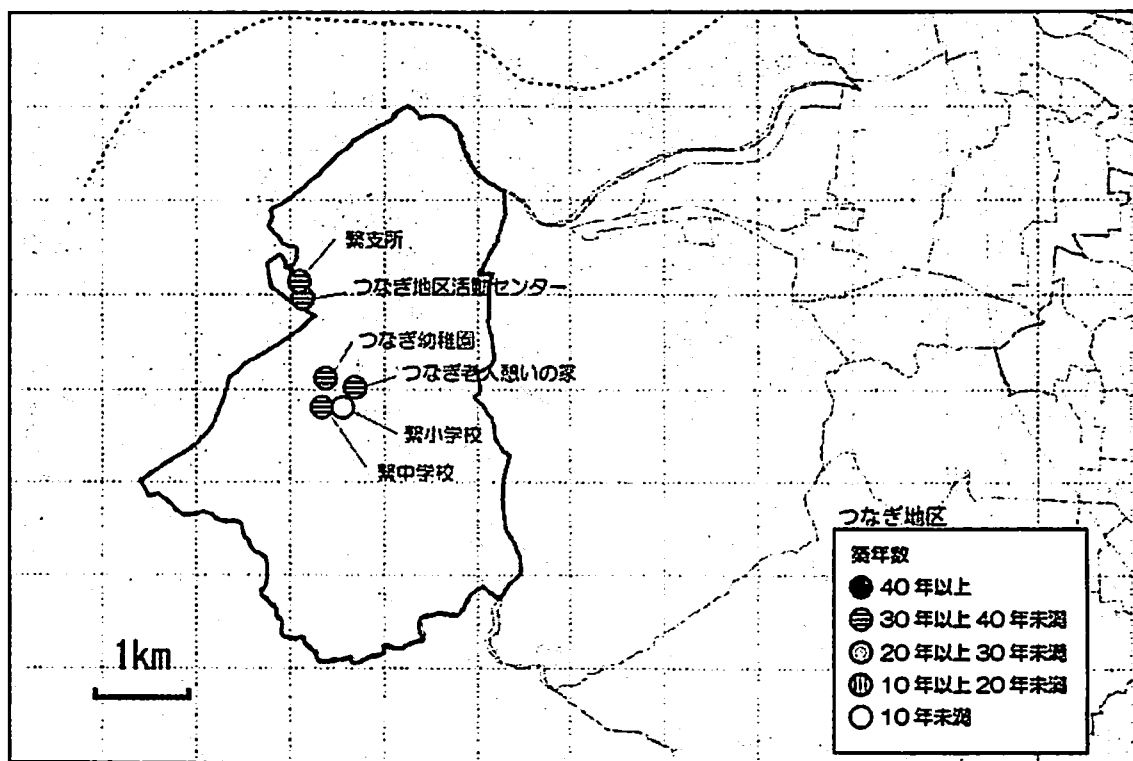 繋支所
つなぎ地区活動センター
つなぎ幼稚園
つなぎ老人憩いの家
繋小学校
繋中学校
つなぎ地区
築年数
40年以上
30年以上40年未満
20年以上30年未満
10年以上20年未満
10年未満
1km